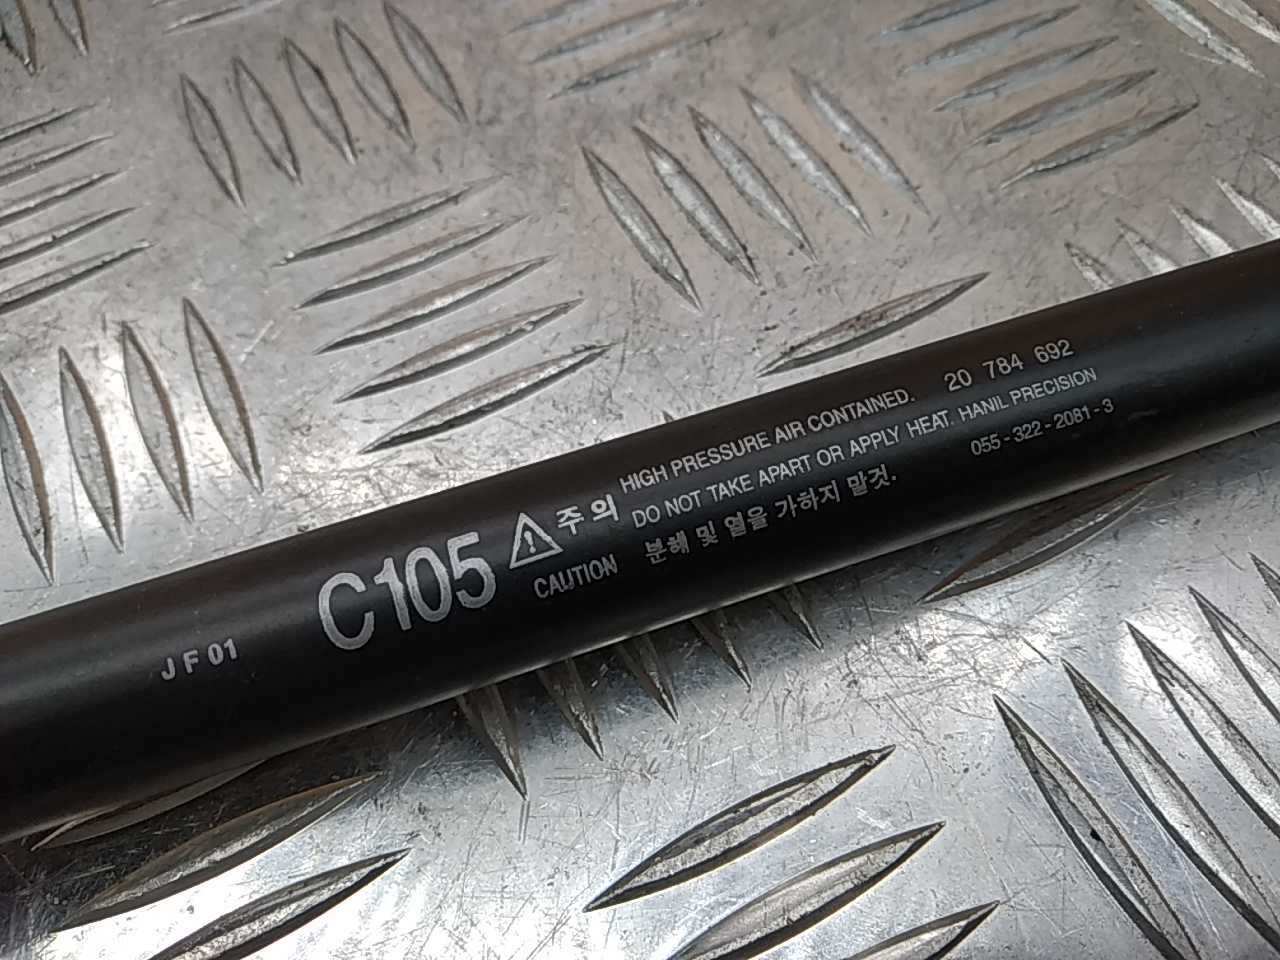 J F 01
C105
주의
CAUTION
HIGH PRESSURE AIR CONTAINED. 20 784 692
DO NOT TAKE APART OR APPLY HEAT. HANIL PRECISION
분해 및 열을 가하지 말것. 055-322-2081-3